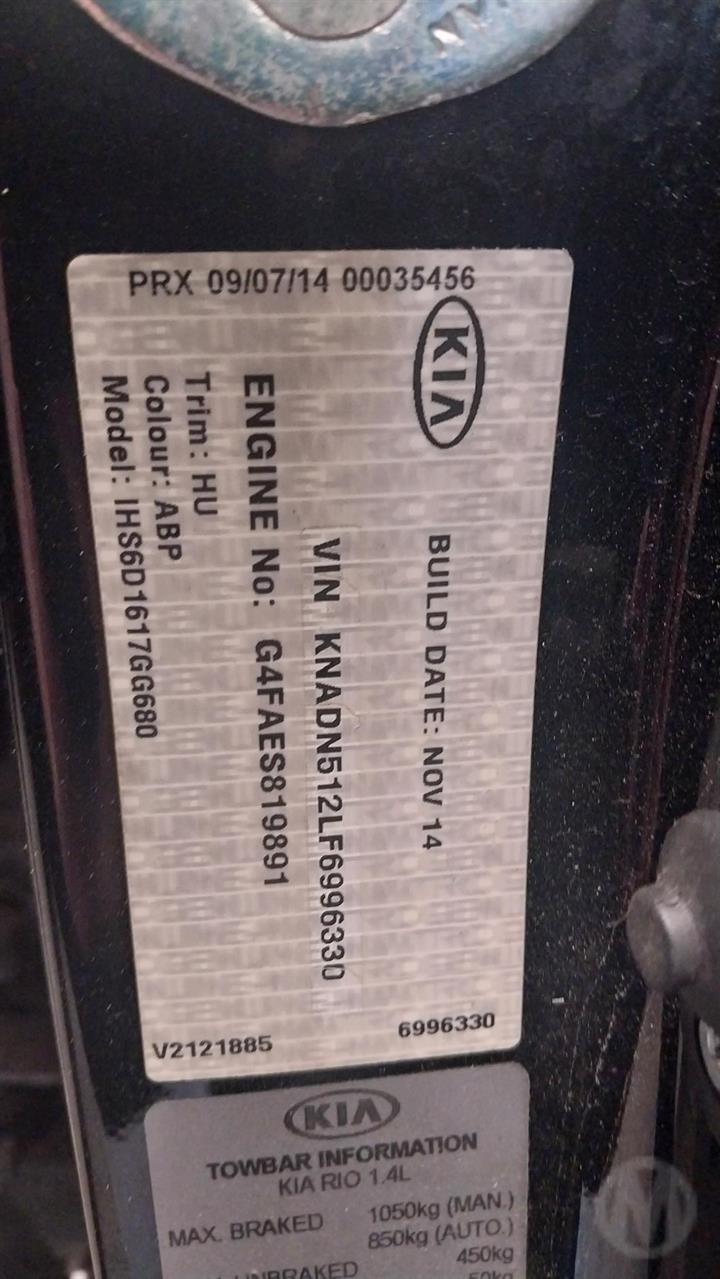 NVA
PRX 09/07/14 00035456
KIA
BUILD DATE: NOV 14
VIN KNADN512LF6996330
ENGINE No: G4FAES819891
Trim: HU
Colour: ABP
Model: IHS6D1617GG680
V2121885
6996330
KIA
TOWBAR INFORMATION
KIA RIO 1.4L
MAX. BRAKED 1050kg (MAN.)
850kg (AUTO.)
450kg
M